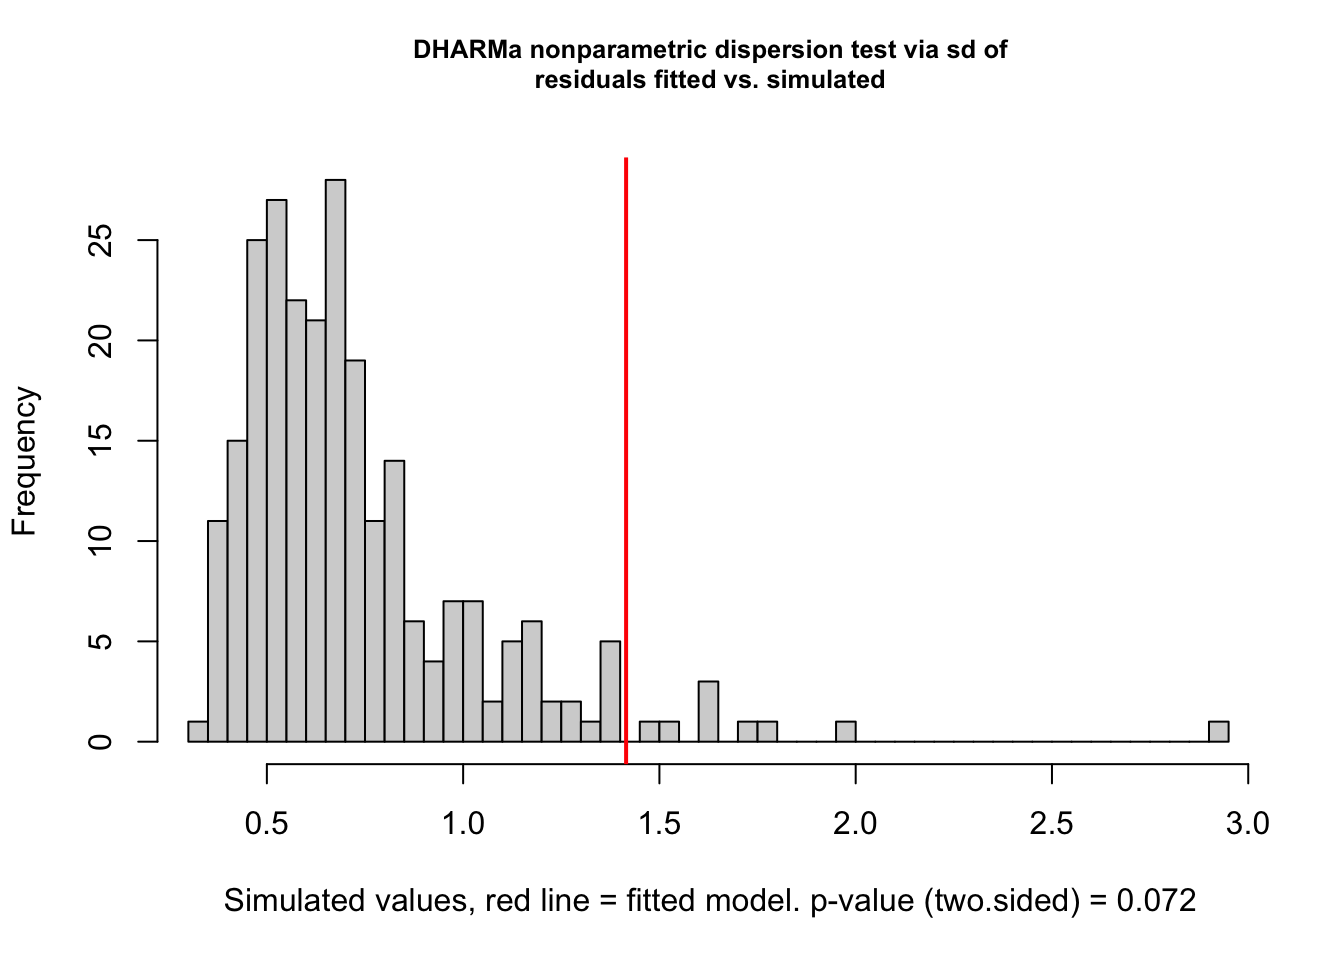 DHARMa nonparametric dispersion test via sd of
residuals fitted vs. simulated
Frequency
25
20
15
10
5
0
0.5 1.0 1.5 2.0 2.5 3.0
Simulated values, red line = fitted model. p-value (two.sided) = 0.072